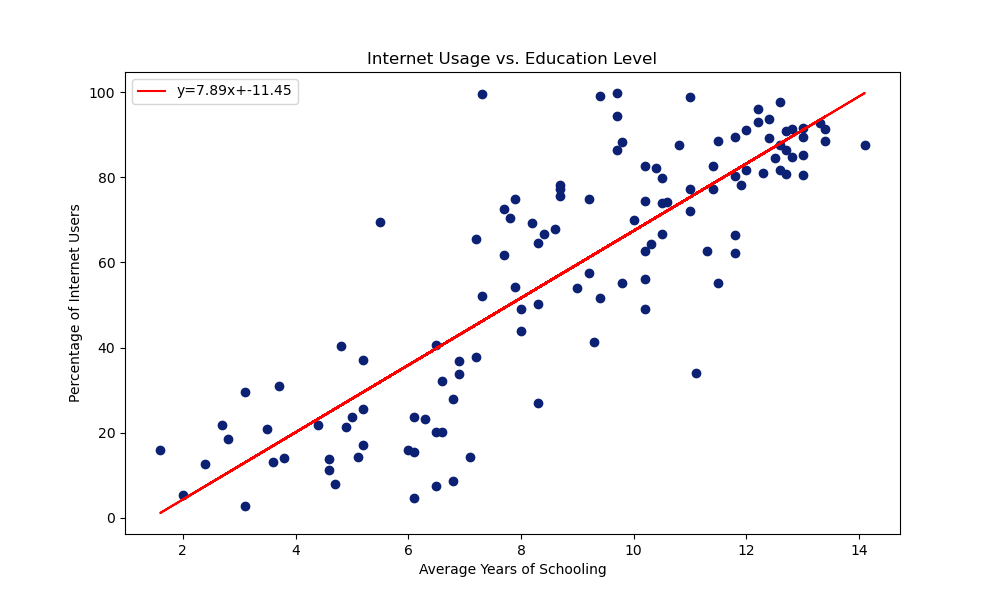 Internet Usage vs. Education Level
y=7.89x+-11.45
Percentage of Internet Users
100
80
60
40
20
0
2 4 6 8 10 12 14
Average Years of Schooling